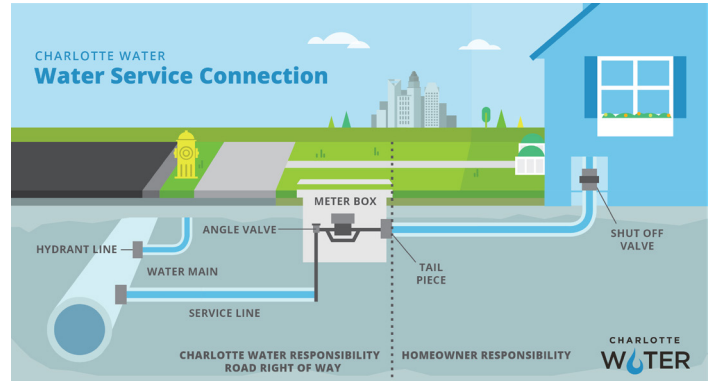 CHARLOTTE WATER
Water Service Connection
METER BOX
ANGLE VALVE
HYDRANT LINE
SHUT OFF
VALVE
WATER MAIN
TAIL
PIECE
SERVICE LINE
CHARLOTTE WATER RESPONSIBILITY
ROAD RIGHT OF WAY
HOMEOWNER RESPONSIBILITY
CHARLOTTE
WATER